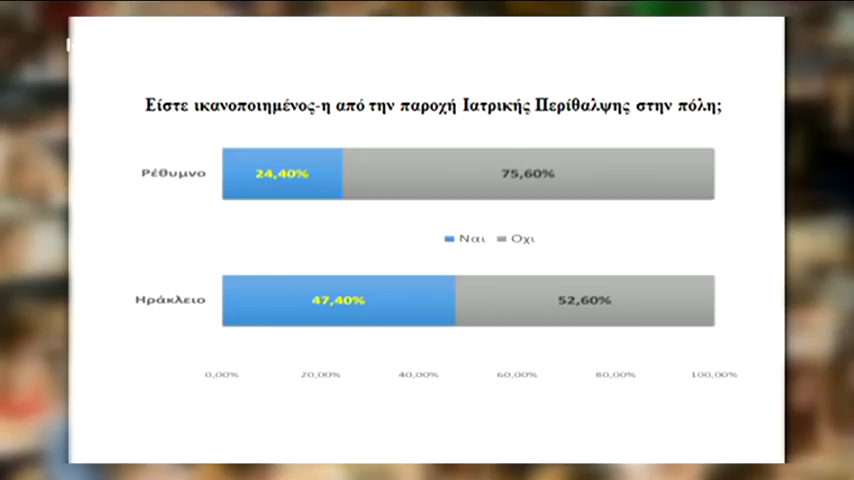 Είστε ικανοποιημένος-η από την παροχή Ιατρικής Περίθαλψης στην πόλη;
Ρέθυμνο 24,40% 75,60%
Ναι Οχι
Ηράκλειο 47,40% 52,60%
0,00% 20,00% 40,00% 60,00% 80,00% 100,00%